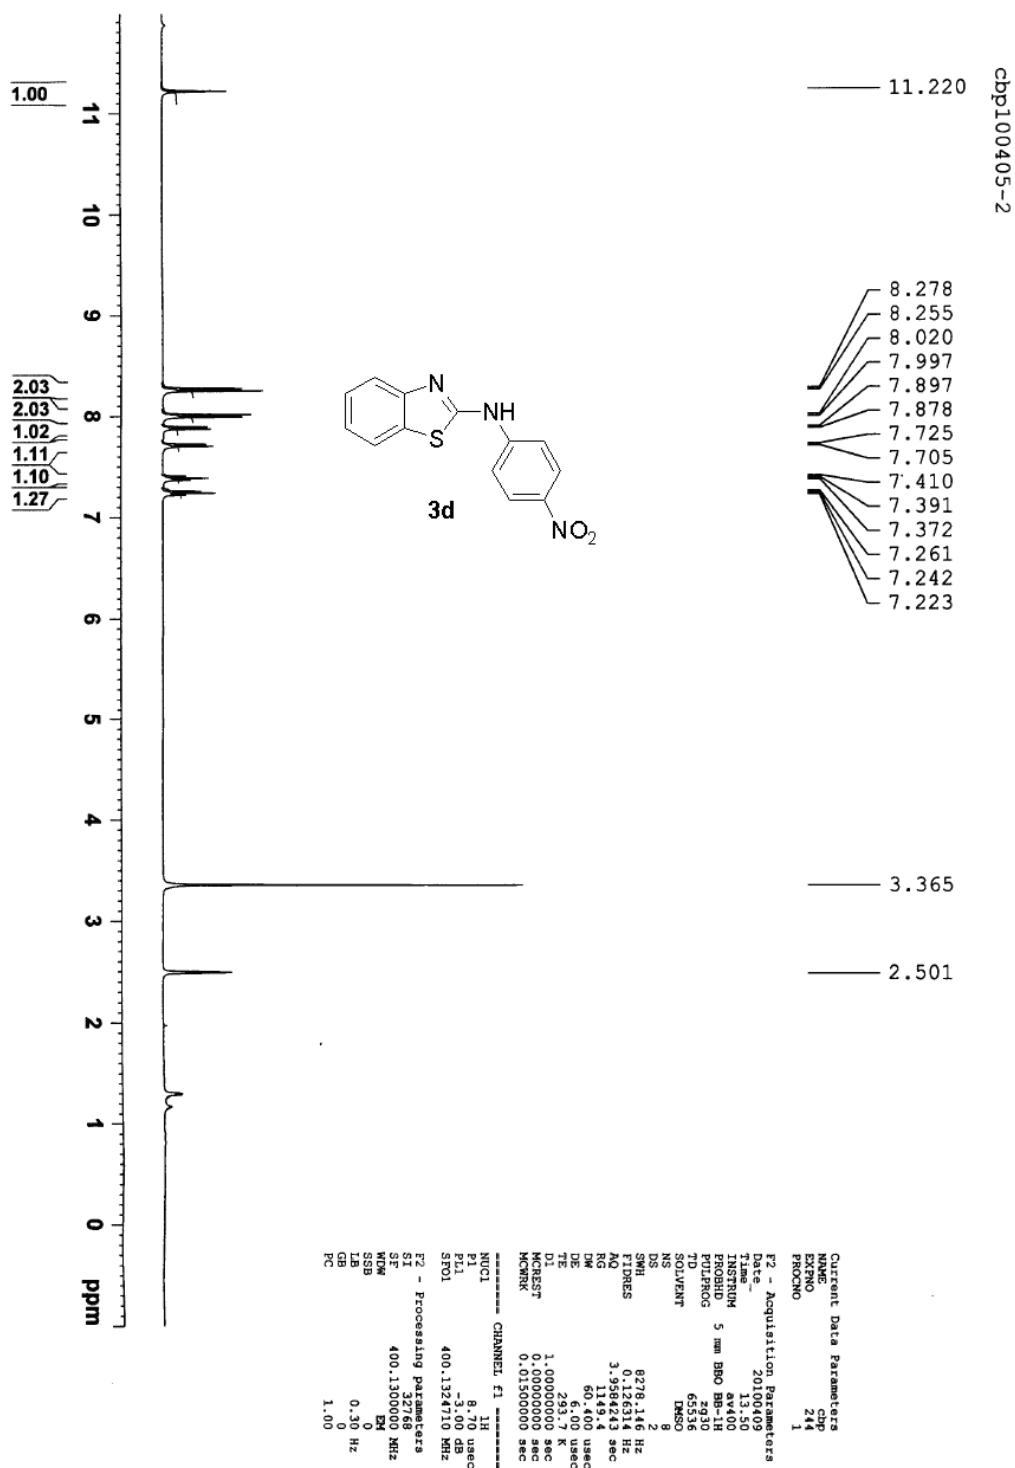 cbp100405-2
11.220
8.278
8.255
8.020
7.997
7.897
7.878
7.725
7.705
7.410
7.391
7.372
7.261
7.242
7.223
3.365
2.501
N
NH
S
3d
NO2
11
10
9
8
7
6
5
4
3
2
1
0
ppm
1.00
2.03
2.03
1.02
1.11
1.10
1.27
Current Data Parameters
NAME cbp
EXPNO 244
PROCNO 1
F2 - Acquisition Parameters
Date_ 20100409
Time 13.50
INSTRUM av400
PROBHD 5 mm BBO BB-1H
PULPROG zg30
TD 65536
SOLVENT DMSO
NS 8
DS 2
SWH 8278.146 Hz
FIDRES 0.126314 Hz
AQ 3.9584243 sec
RG 1149.4
DW 60.400 usec
DE 6.00 usec
TE 293.7 K
D1 1.00000000 sec
MCREST 0.00000000 sec
MCWRK 0.01500000 sec
======== CHANNEL f1 ========
NUC1 1H
P1 8.70 usec
PL1 -3.00 dB
SFO1 400.1324710 MHz
F2 - Processing parameters
SI 32768
SF 400.1300000 MHz
WDW EM
SSB 0
LB 0.30 Hz
GB 0
PC 1.00